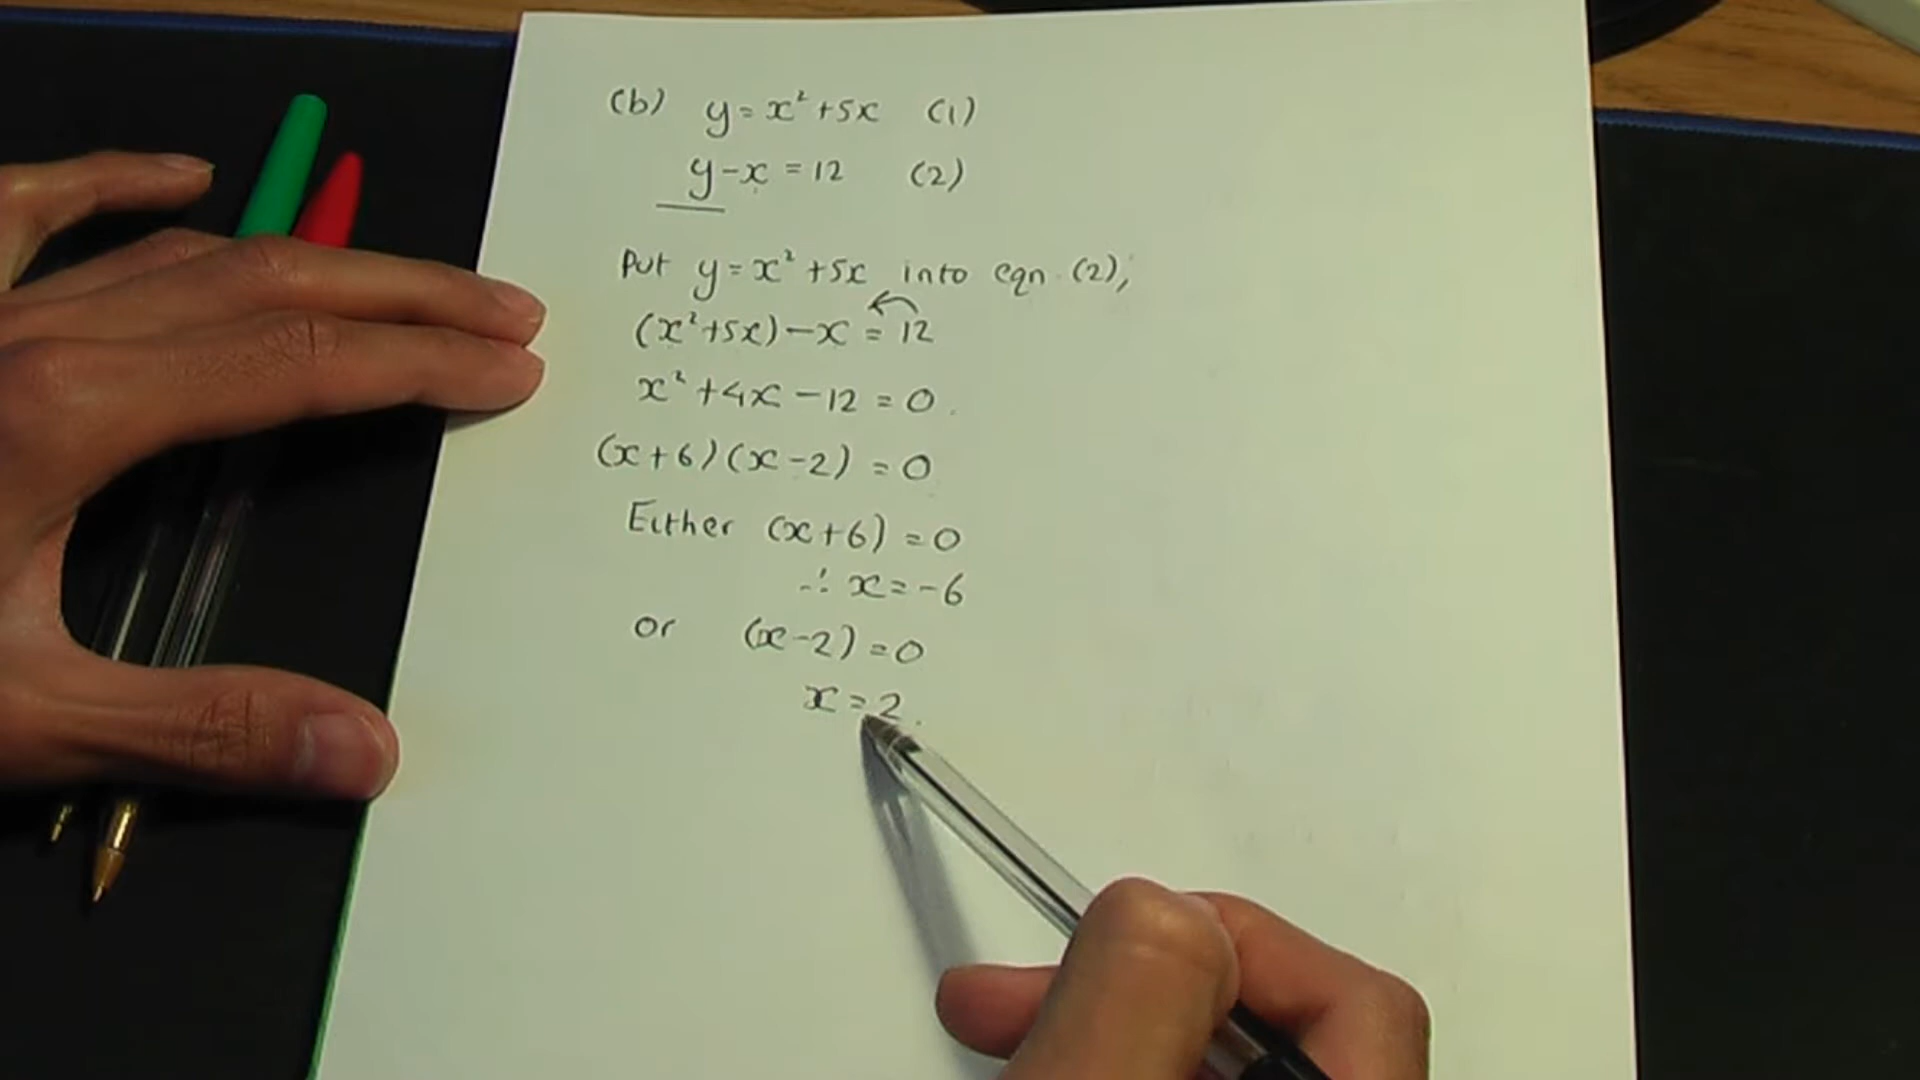 (b) y = x² + 5x (1)
y - x = 12 (2)
Put y = x² + 5x into eqn. (2),
(x² + 5x) - x = 12
x² + 4x - 12 = 0.
(x + 6)(x - 2) = 0
Either (x + 6) = 0
∴ x = -6
or (x - 2) = 0
x = 2.